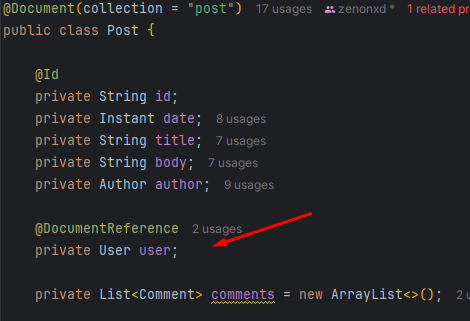 @Document(collection = "post") 17 usages zenonxd * 1 related pr
public class Post {
@Id
private String id;
private Instant date; 8 usages
private String title; 7 usages
private String body; 7 usages
private Author author; 9 usages
@DocumentReference 2 usages
private User user;
private List<Comment> comments = new ArrayList<>(); 2 u